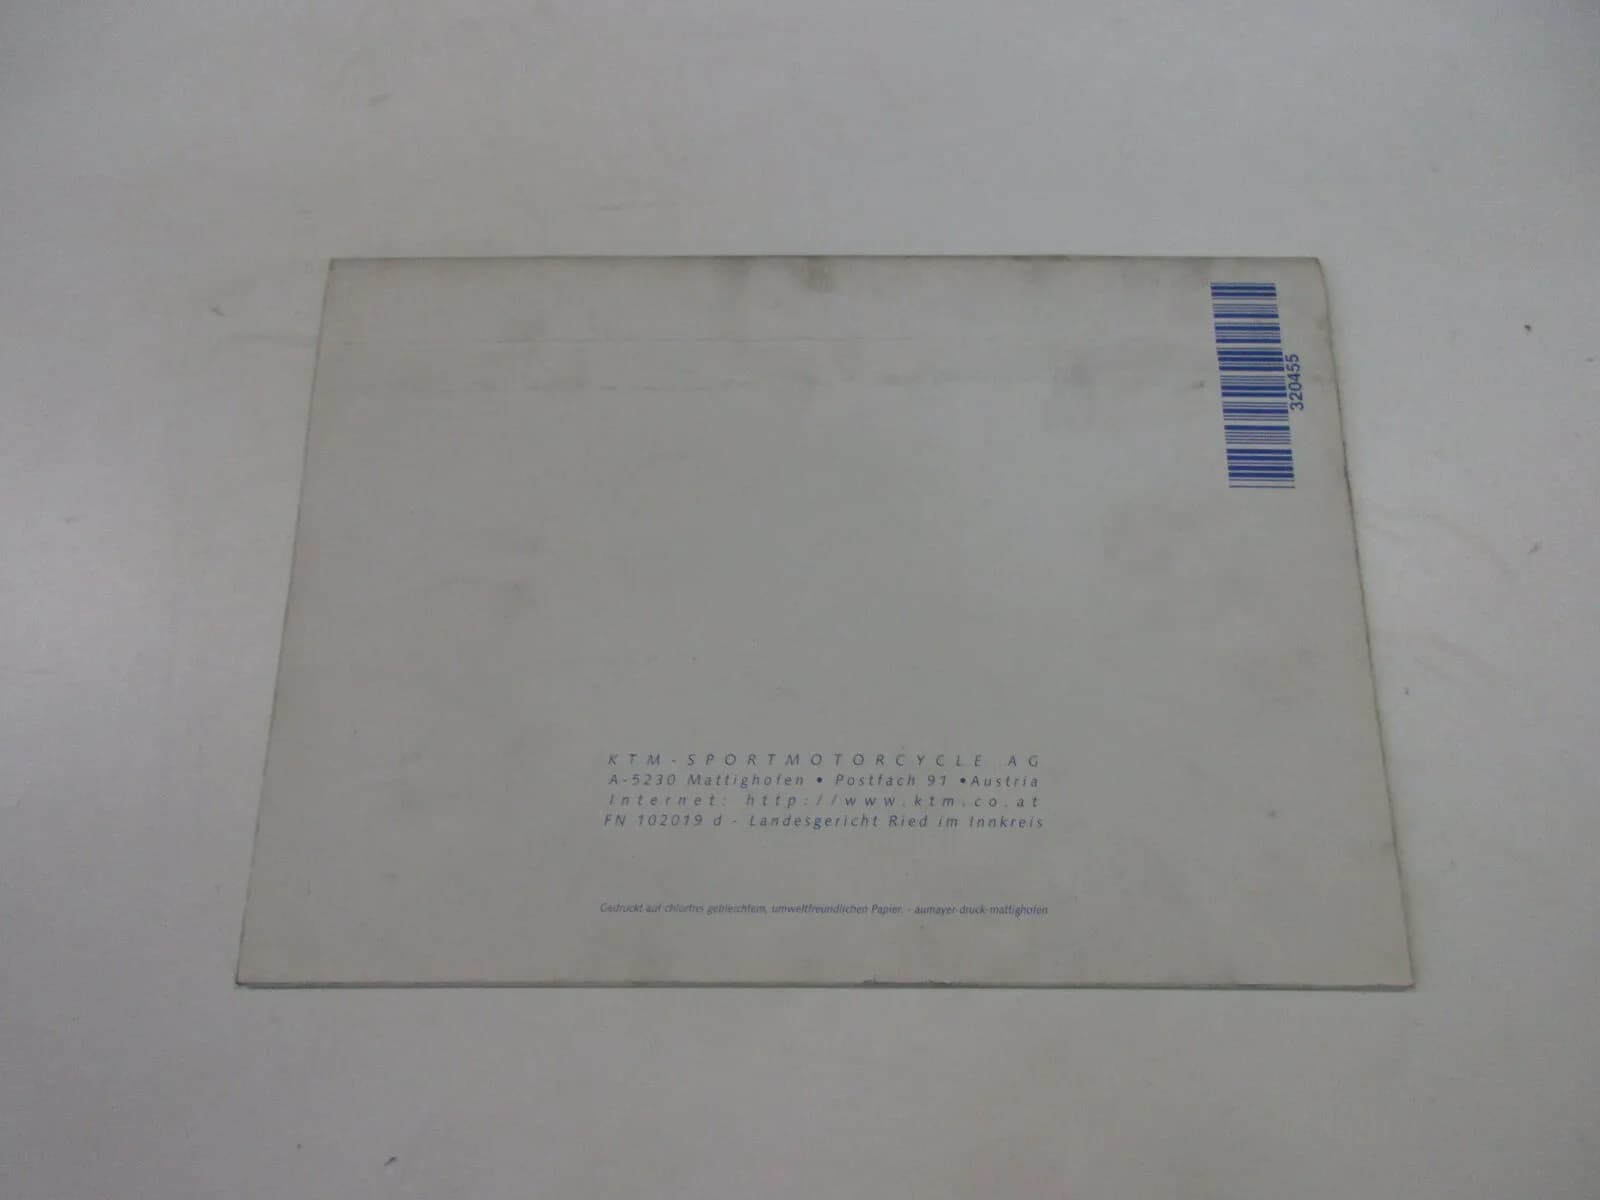 320455
KTM-SPORTMOTORCYCLE AG
A-5230 Mattighofen • Postfach 91 •Austria
Internet: http://www.ktm.co.at
FN 102019 d - Landesgericht Ried im Innkreis
Gedruckt auf chlorfrei gebleichtem, umweltfreundlichen Papier. - aumayer-druck-mattighofen